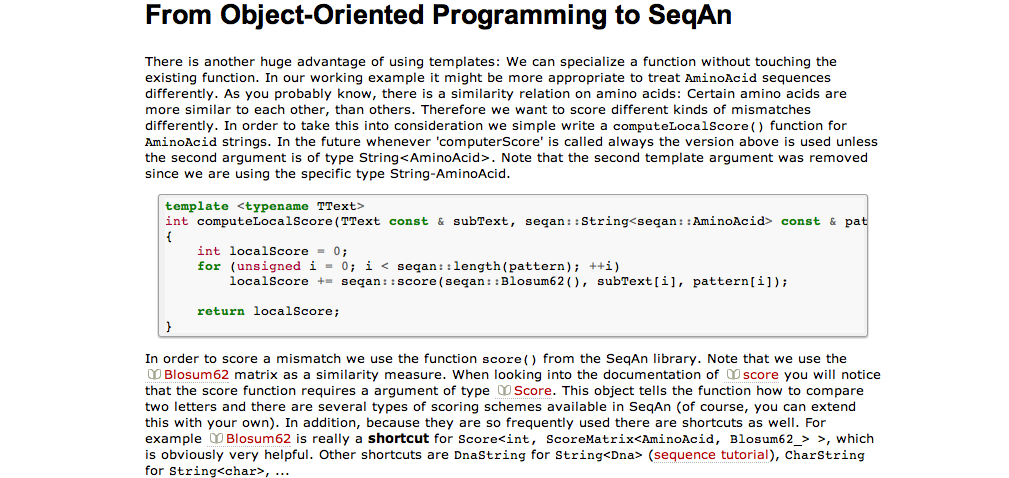 From Object-Oriented Programming to SeqAn
There is another huge advantage of using templates: We can specialize a function without touching the
existing function. In our working example it might be more appropriate to treat AminoAcid sequences
differently. As you probably know, there is a similarity relation on amino acids: Certain amino acids are
more similar to each other, than others. Therefore we want to score different kinds of mismatches
differently. In order to take this into consideration we simple write a computeLocalScore() function for
AminoAcid strings. In the future whenever 'computerScore' is called always the version above is used unless
the second argument is of type String<AminoAcid>. Note that the second template argument was removed
since we are using the specific type String-AminoAcid.
template <typename TText>
int computeLocalScore(TText const & subText, seqan::String<seqan::AminoAcid> const & pat
{
    int localScore = 0;
    for (unsigned i = 0; i < seqan::length(pattern); ++i)
        localScore += seqan::score(seqan::Blosum62(), subText[i], pattern[i]);
    return localScore;
}
In order to score a mismatch we use the function score() from the SeqAn library. Note that we use the
Blosum62 matrix as a similarity measure. When looking into the documentation of score you will notice
that the score function requires a argument of type Score. This object tells the function how to compare
two letters and there are several types of scoring schemes available in SeqAn (of course, you can extend
this with your own). In addition, because they are so frequently used there are shortcuts as well. For
example Blosum62 is really a shortcut for Score<int, ScoreMatrix<AminoAcid, Blosum62_> >, which
is obviously very helpful. Other shortcuts are DnaString for String<Dna> (sequence tutorial), CharString
for String<char>, ...